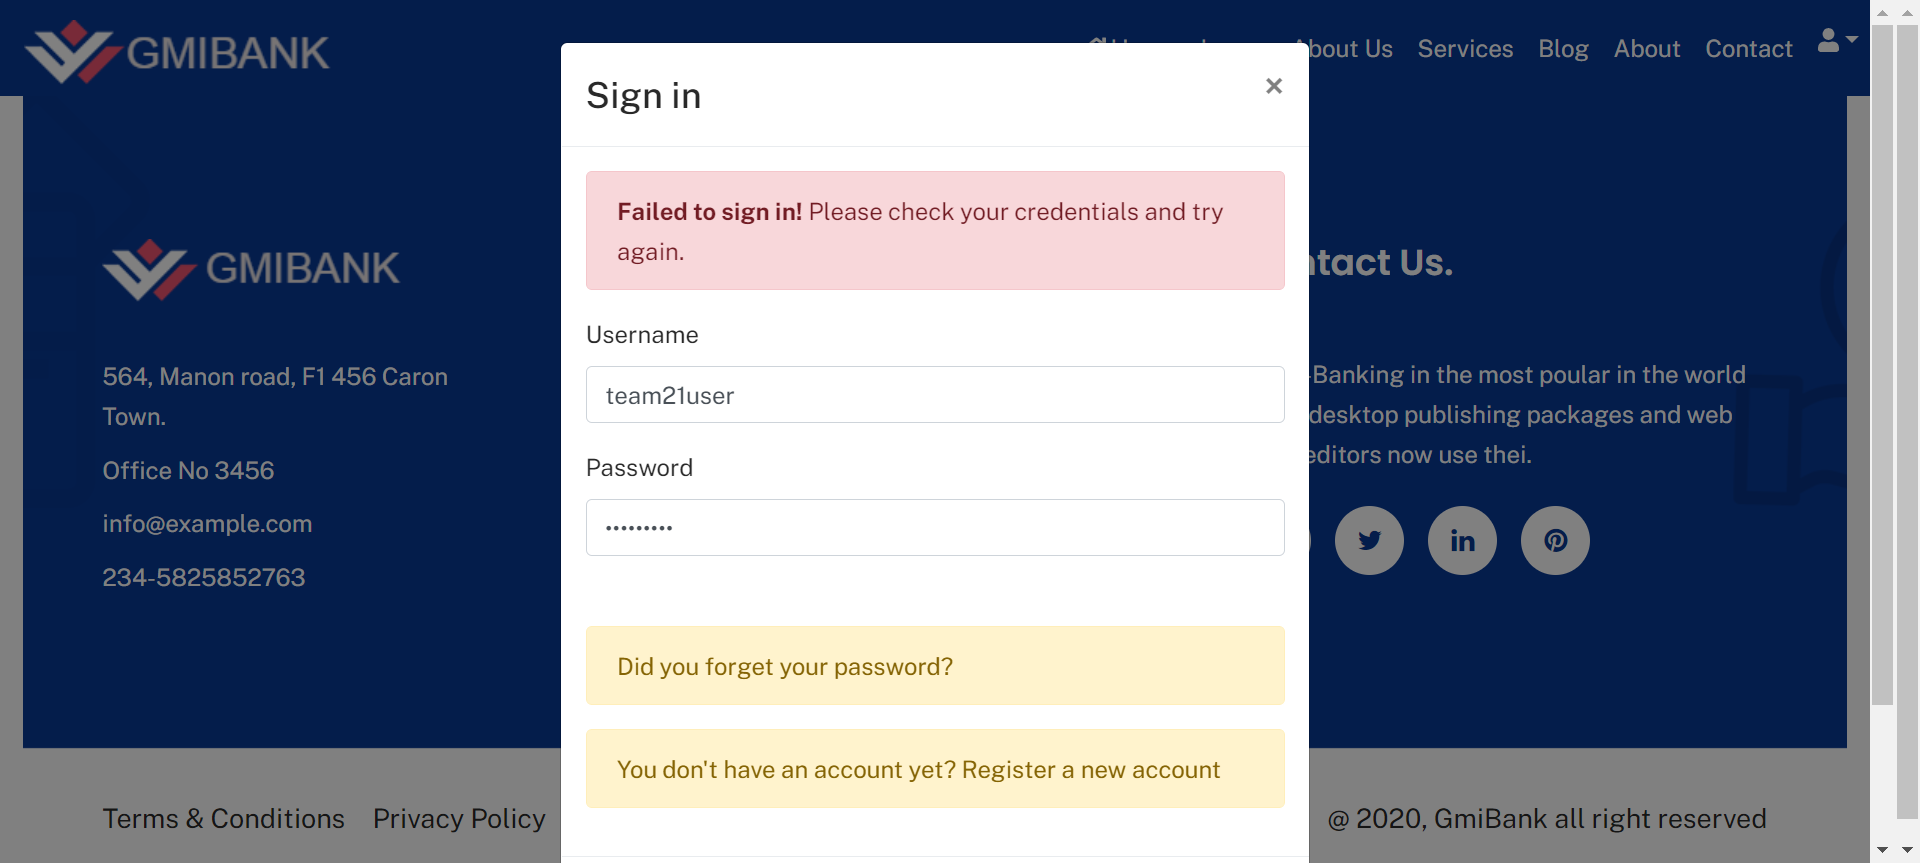 GMIBANK
About Us
Services
Blog
About
Contact
Sign in
×
Failed to sign in! Please check your credentials and try
again.
Username
team21user
Password
•••••••••
Did you forget your password?
You don't have an account yet? Register a new account
GMIBANK
564, Manon road, F1 456 Caron
Town.
Office No 3456
info@example.com
234-5825852763
ntact Us.
-Banking in the most poular in the world
desktop publishing packages and web
editors now use thei.
Terms & Conditions
Privacy Policy
@ 2020, GmiBank all right reserved